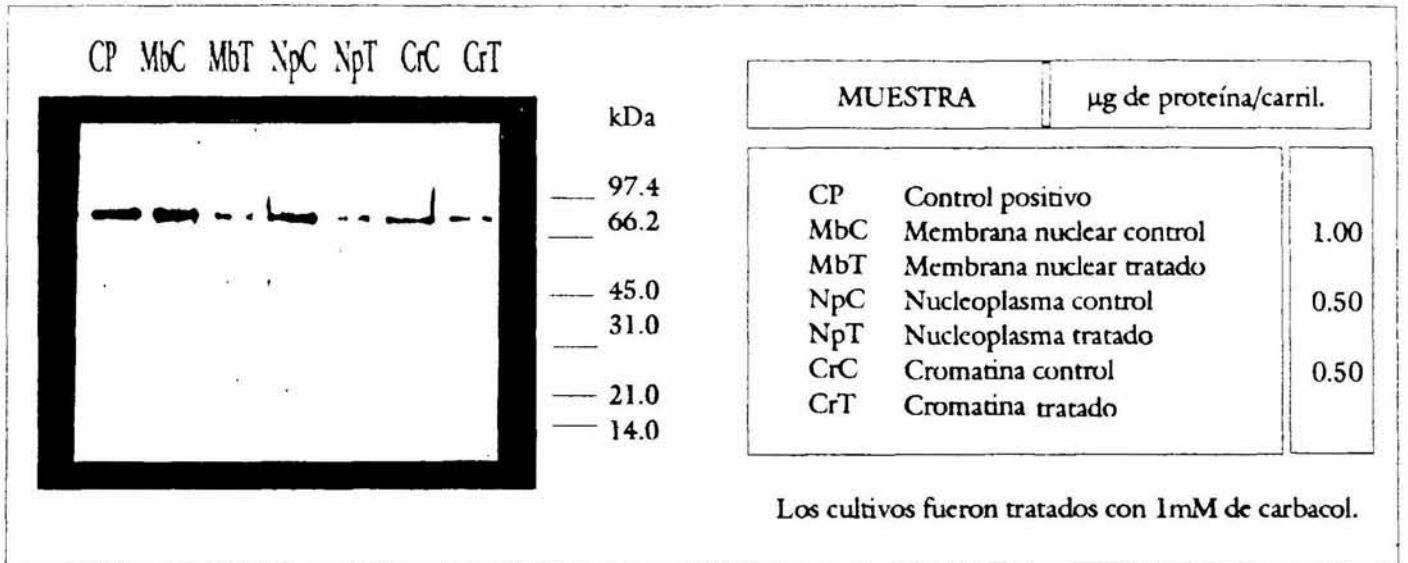 CP MbC MbT NpC NpT CrC CrT
kDa
97.4
66.2
45.0
31.0
21.0
14.0
MUESTRA µg de proteína/carril.
CP Control positivo
MbC Membrana nuclear control 1.00
MbT Membrana nuclear tratado
NpC Nucleoplasma control 0.50
NpT Nucleoplasma tratado
CrC Cromatina control 0.50
CrT Cromatina tratado
Los cultivos fueron tratados con 1mM de carbacol.